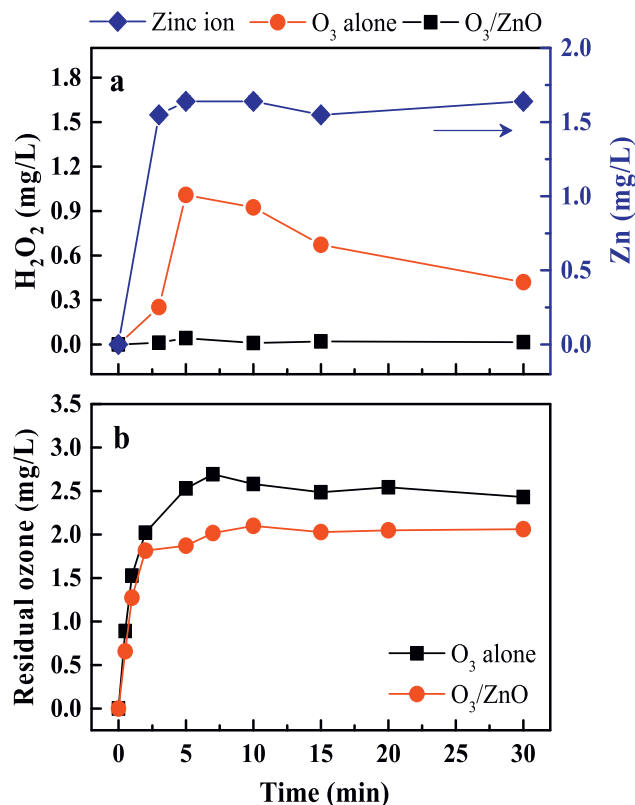 Zinc ion O₃ alone O₃/ZnO
a
H₂O₂ (mg/L)
1.8
1.5
1.2
0.9
0.6
0.3
0.0
2.0
1.5
1.0
0.5
0.0
Zn (mg/L)
b
Residual ozone (mg/L)
3.5
3.0
2.5
2.0
1.5
1.0
0.5
0.0
O₃ alone
O₃/ZnO
0 5 10 15 20 25 30
Time (min)